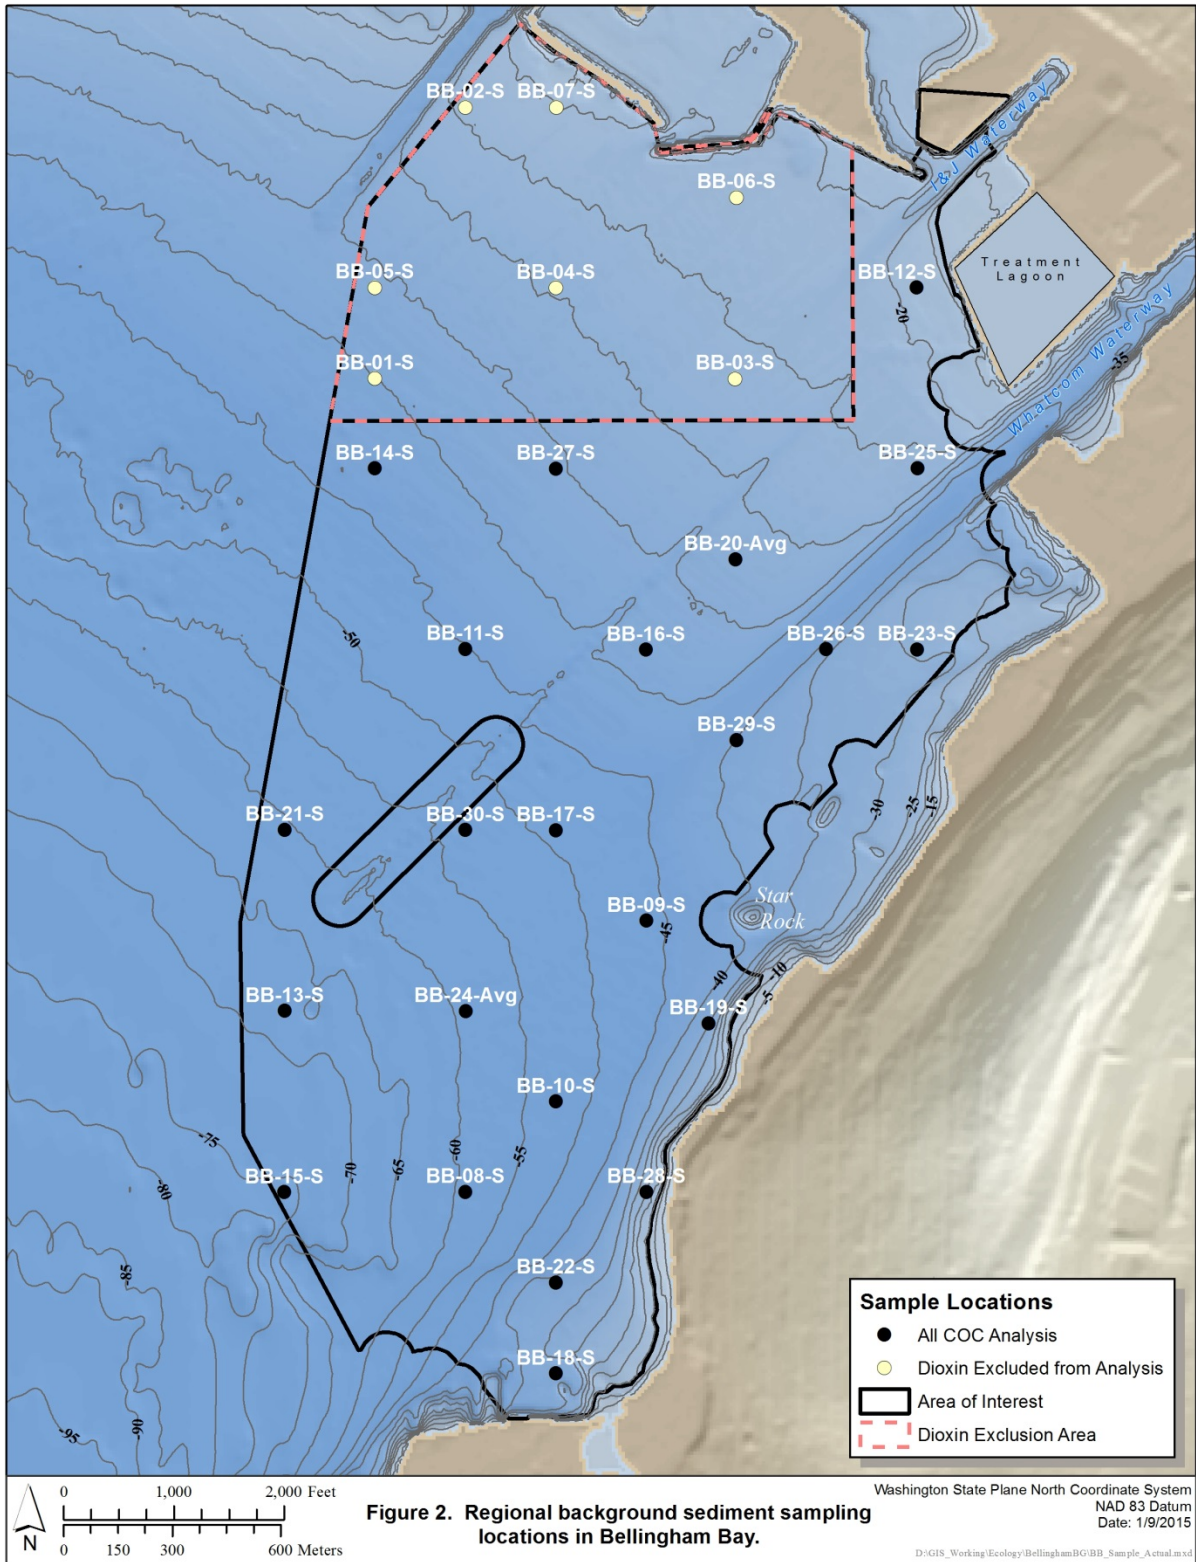 BB-02-S
BB-07-S
I&J Waterway
BB-06-S
BB-05-S
BB-04-S
BB-12-S
Treatment
Lagoon
-20
Whatcom Waterway
-35
BB-01-S
BB-03-S
BB-14-S
BB-27-S
BB-25-S
BB-20-Avg
-50
BB-11-S
BB-16-S
BB-26-S
BB-23-S
BB-29-S
BB-21-S
BB-30-S
BB-17-S
-30
-25
-15
BB-09-S
-45
Star
Rock
-40
-10
-5
BB-13-S
BB-24-Avg
BB-19-S
BB-10-S
-75
-80
BB-15-S
-70
-65
-60
-55
BB-08-S
BB-28-S
-85
BB-22-S
BB-18-S
-90
-95
Sample Locations
All COC Analysis
Dioxin Excluded from Analysis
Area of Interest
Dioxin Exclusion Area
N
0 1,000 2,000 Feet
0 150 300 600 Meters
Figure 2. Regional background sediment sampling
locations in Bellingham Bay.
Washington State Plane North Coordinate System
NAD 83 Datum
Date: 1/9/2015
D:\GIS_Working\Ecology\BellinghamBG\BB_Sample_Actual.mxd